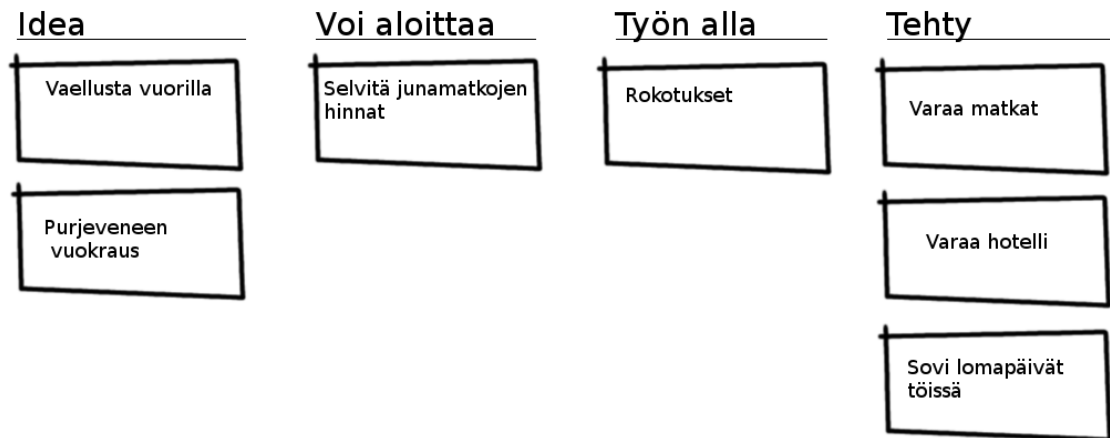 Idea
Vaellusta vuorilla
Purjeveneen
vuokraus
Voi aloittaa
Selvitä junamatkojen
hinnat
Työn alla
Rokotukset
Tehty
Varaa matkat
Varaa hotelli
Sovi lomapäivät
töissä